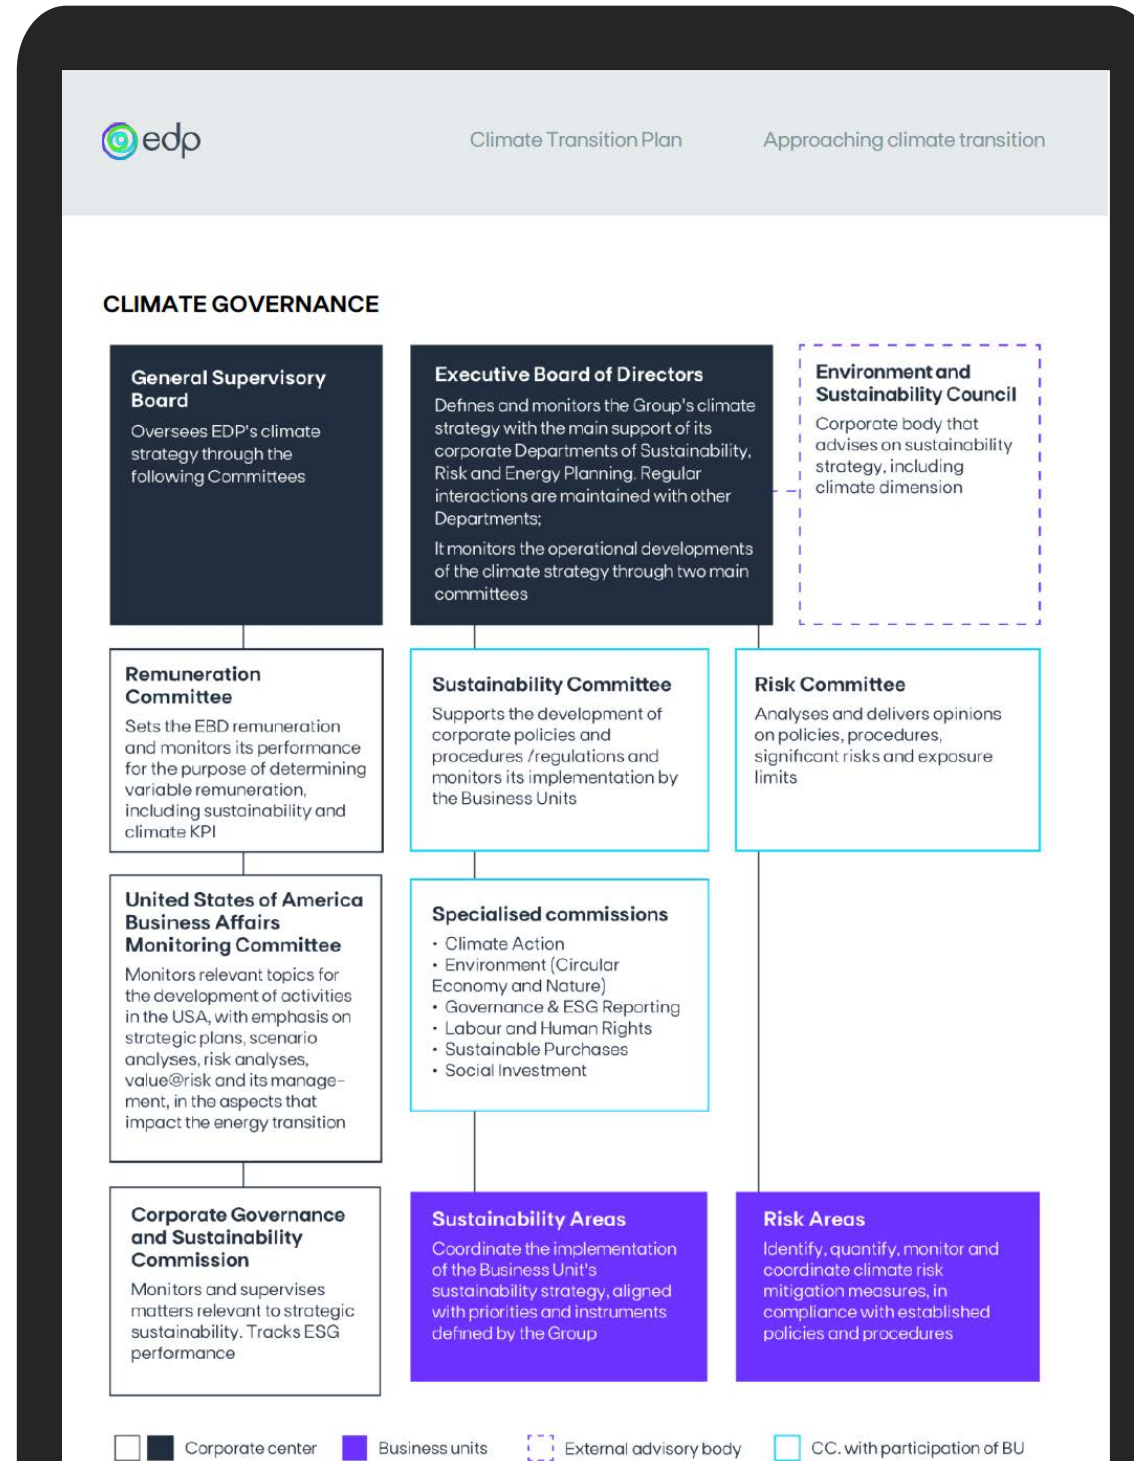 edp
Climate Transition Plan
Approaching climate transition
CLIMATE GOVERNANCE
General Supervisory
Board
Oversees EDP's climate
strategy through the
following Committees
Executive Board of Directors
Defines and monitors the Group's climate
strategy with the main support of its
corporate Departments of Sustainability,
Risk and Energy Planning. Regular
interactions are maintained with other
Departments;
It monitors the operational developments
of the climate strategy through two main
committees
Environment and
Sustainability Council
Corporate body that
advises on sustainability
strategy, including
climate dimension
Remuneration
Committee
Sets the EBD remuneration
and monitors its performance
for the purpose of determining
variable remuneration,
including sustainability and
climate KPI
Sustainability Committee
Supports the development of
corporate policies and
procedures /regulations and
monitors its implementation by
the Business Units
Risk Committee
Analyses and delivers opinions
on policies, procedures,
significant risks and exposure
limits
United States of America
Business Affairs
Monitoring Committee
Monitors relevant topics for
the development of activities
in the USA, with emphasis on
strategic plans, scenario
analyses, risk analyses,
value@risk and its manage-
ment, in the aspects that
impact the energy transition
Specialised commissions
• Climate Action
• Environment (Circular
Economy and Nature)
• Governance & ESG Reporting
• Labour and Human Rights
• Sustainable Purchases
• Social Investment
Corporate Governance
and Sustainability
Commission
Monitors and supervises
matters relevant to strategic
sustainability. Tracks ESG
performance
Sustainability Areas
Coordinate the implementation
of the Business Unit's
sustainability strategy, aligned
with priorities and instruments
defined by the Group
Risk Areas
Identify, quantify, monitor and
coordinate climate risk
mitigation measures, in
compliance with established
policies and procedures
Corporate center
Business units
External advisory body
CC. with participation of BU